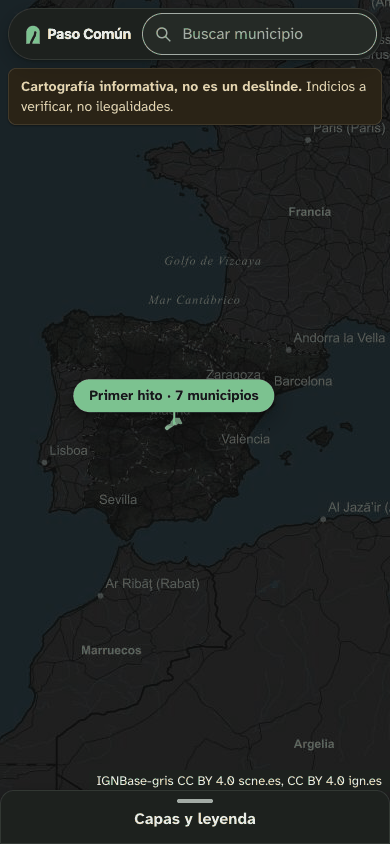 Paso Común
Buscar municipio
Cartografía informativa, no es un deslinde. Indicios a
verificar, no ilegalidades.
Paris (París)
Francia
Golfo de Vizcaya
Mar Cantábrico
Andorra la Vella
Zaragoza
Barcelona
Primer hito · 7 municipios
València
Lisboa
Sevilla
Al Jazā'ir (
Ar Ribāţ (Rabat)
Marruecos
Argelia
IGNBase-gris CC BY 4.0 scne.es, CC BY 4.0 ign.es
Capas y leyenda